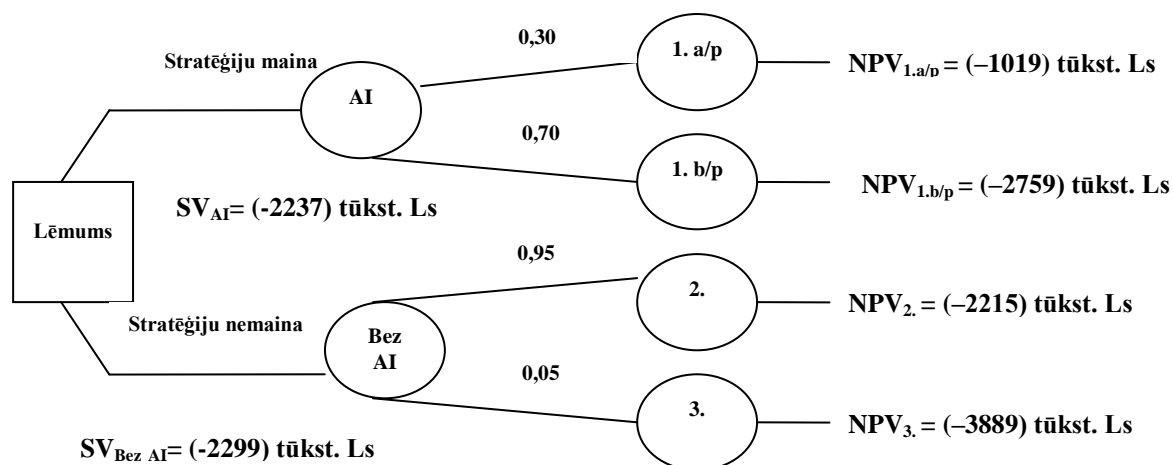 0,30
1. a/p
NPV1.a/p = (–1019) tūkst. Ls
Stratēģiju maina
AI
0,70
1. b/p
NPV1.b/p = (–2759) tūkst. Ls
SVAI= (-2237) tūkst. Ls
Lēmums
0,95
2.
NPV2. = (–2215) tūkst. Ls
Stratēģiju nemaina
Bez
AI
0,05
3.
NPV3. = (–3889) tūkst. Ls
SVBez AI= (-2299) tūkst. Ls